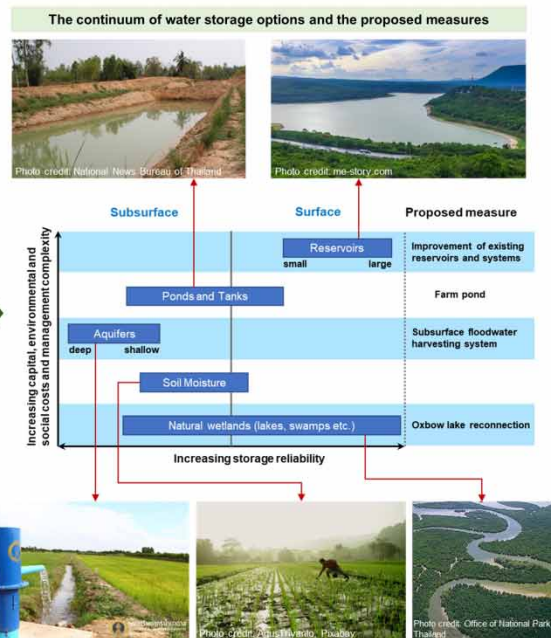 The continuum of water storage options and the proposed measures
Photo credit: National News Bureau of Thailand
Photo credit: me-story.com
Subsurface
Surface
Proposed measure
Increasing capital, environmental and
social costs and management complexity
Reservoirs
small
large
Improvement of existing
reservoirs and systems
Ponds and Tanks
Farm pond
Aquifers
deep
shallow
Subsurface floodwater
harvesting system
Soil Moisture
Natural wetlands (lakes, swamps etc.)
Oxbow lake reconnection
Increasing storage reliability
Photo credit: AgusTriyanto, Pixabay
Photo credit: Office of National Park
Thailand